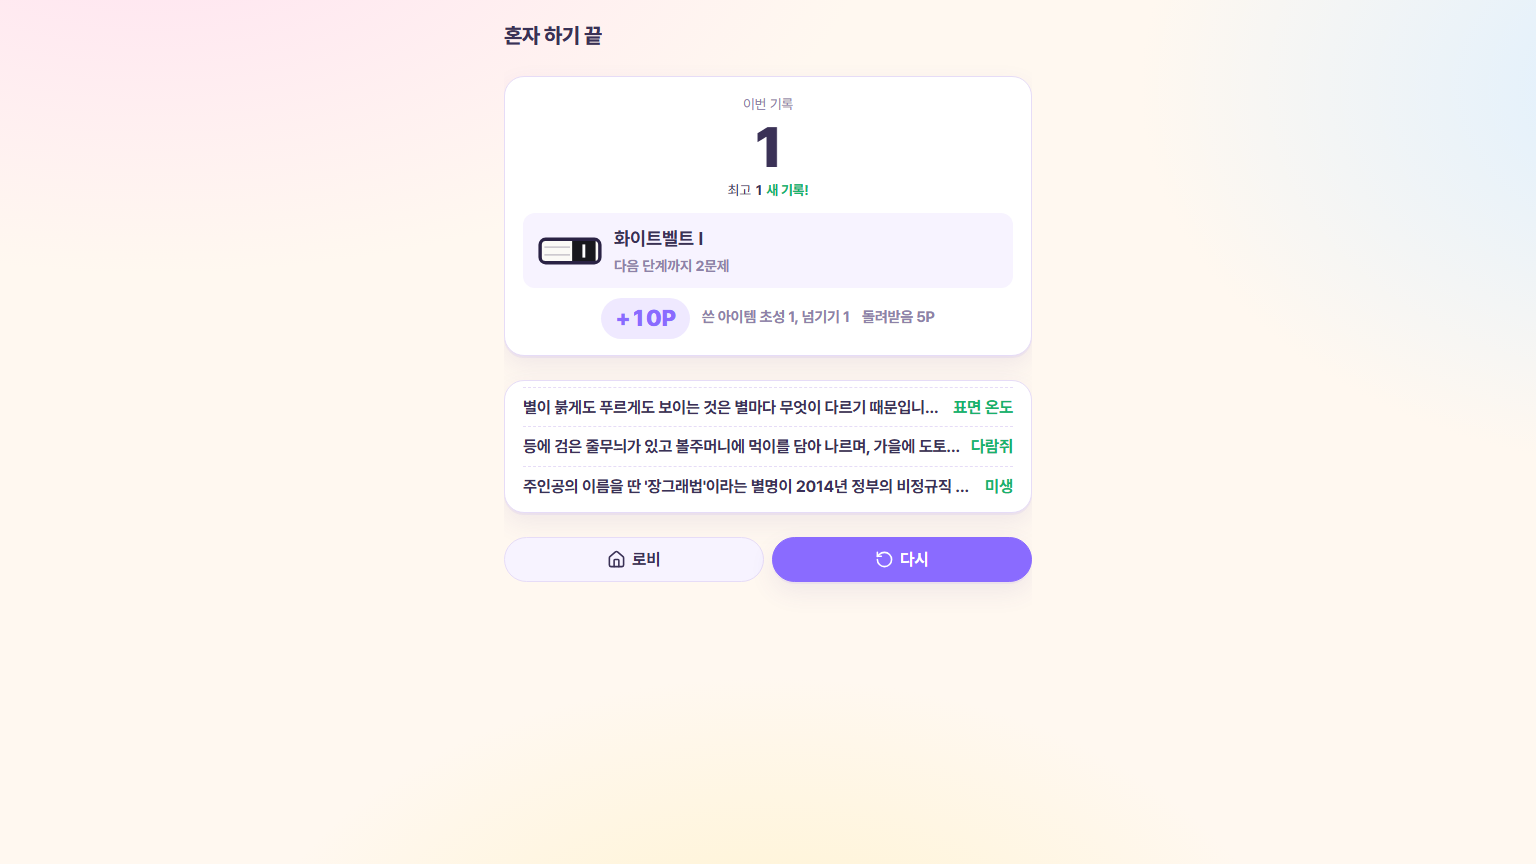 혼자 하기 끝
이번 기록
1
최고 1 새 기록!
화이트벨트 I
다음 단계까지 2문제
+10P 쓴 아이템 초성 1, 넘기기 1 돌려받음 5P
별이 붉게도 푸르게도 보이는 것은 별마다 무엇이 다르기 때문입니... 표면 온도
등에 검은 줄무늬가 있고 볼주머니에 먹이를 담아 나르며, 가을에 도토... 다람쥐
주인공의 이름을 딴 '장그래법'이라는 별명이 2014년 정부의 비정규직 ... 미생
로비 다시